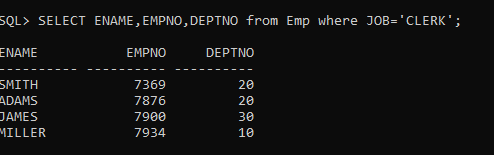 SQL> SELECT ENAME,EMPNO,DEPTNO from Emp where JOB='CLERK';
ENAME           EMPNO     DEPTNO
---------- ---------- ----------
SMITH            7369         20
ADAMS            7876         20
JAMES            7900         30
MILLER           7934         10